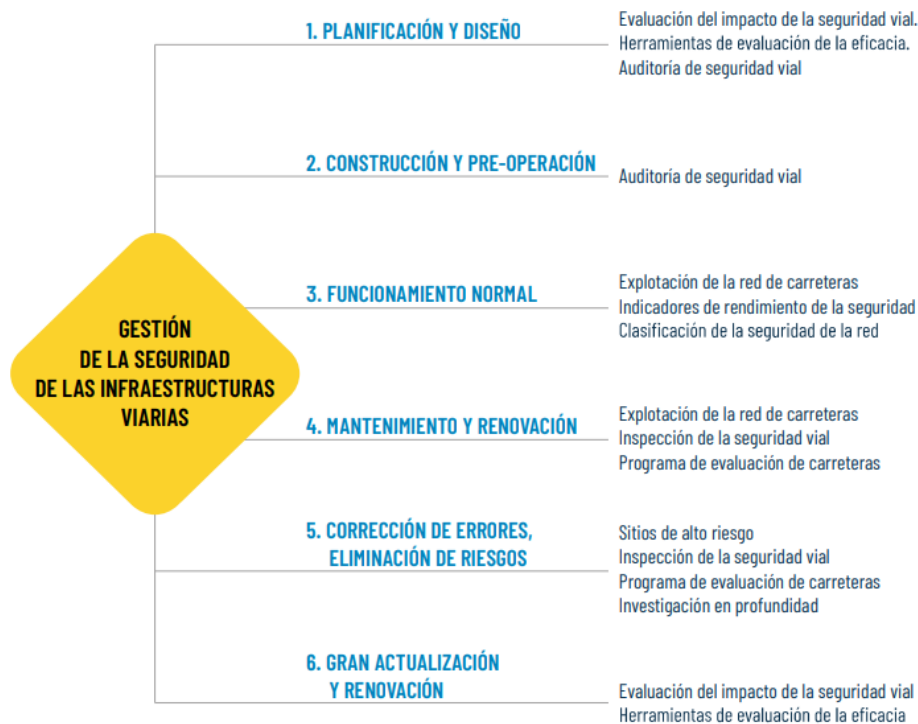 GESTIÓN
DE LA SEGURIDAD
DE LAS INFRAESTRUCTURAS
VIARIAS
1. PLANIFICACIÓN Y DISEÑO
Evaluación del impacto de la seguridad vial.
Herramientas de evaluación de la eficacia.
Auditoría de seguridad vial
2. CONSTRUCCIÓN Y PRE-OPERACIÓN
Auditoría de seguridad vial
3. FUNCIONAMIENTO NORMAL
Explotación de la red de carreteras
Indicadores de rendimiento de la seguridad
Clasificación de la seguridad de la red
4. MANTENIMIENTO Y RENOVACIÓN
Explotación de la red de carreteras
Inspección de la seguridad vial
Programa de evaluación de carreteras
5. CORRECCIÓN DE ERRORES,
ELIMINACIÓN DE RIESGOS
Sitios de alto riesgo
Inspección de la seguridad vial
Programa de evaluación de carreteras
Investigación en profundidad
6. GRAN ACTUALIZACIÓN
Y RENOVACIÓN
Evaluación del impacto de la seguridad vial
Herramientas de evaluación de la eficacia